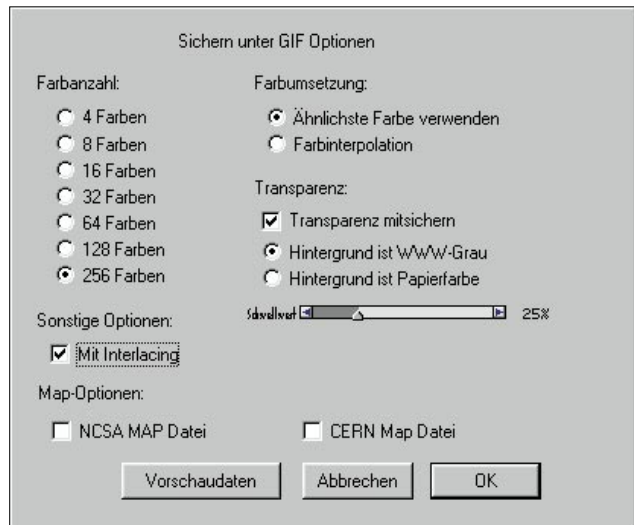 Sichern unter GIF Optionen
Farbanzahl:
4 Farben
8 Farben
16 Farben
32 Farben
64 Farben
128 Farben
256 Farben
Farbumsetzung:
Ähnlichste Farbe verwenden
Farbinterpolation
Transparenz:
Transparenz mitsichern
Hintergrund ist WWW-Grau
Hintergrund ist Papierfarbe
Schwellwert 25%
Sonstige Optionen:
Mit Interlacing
Map-Optionen:
NCSA MAP Datei
CERN Map Datei
Vorschaudaten
Abbrechen
OK